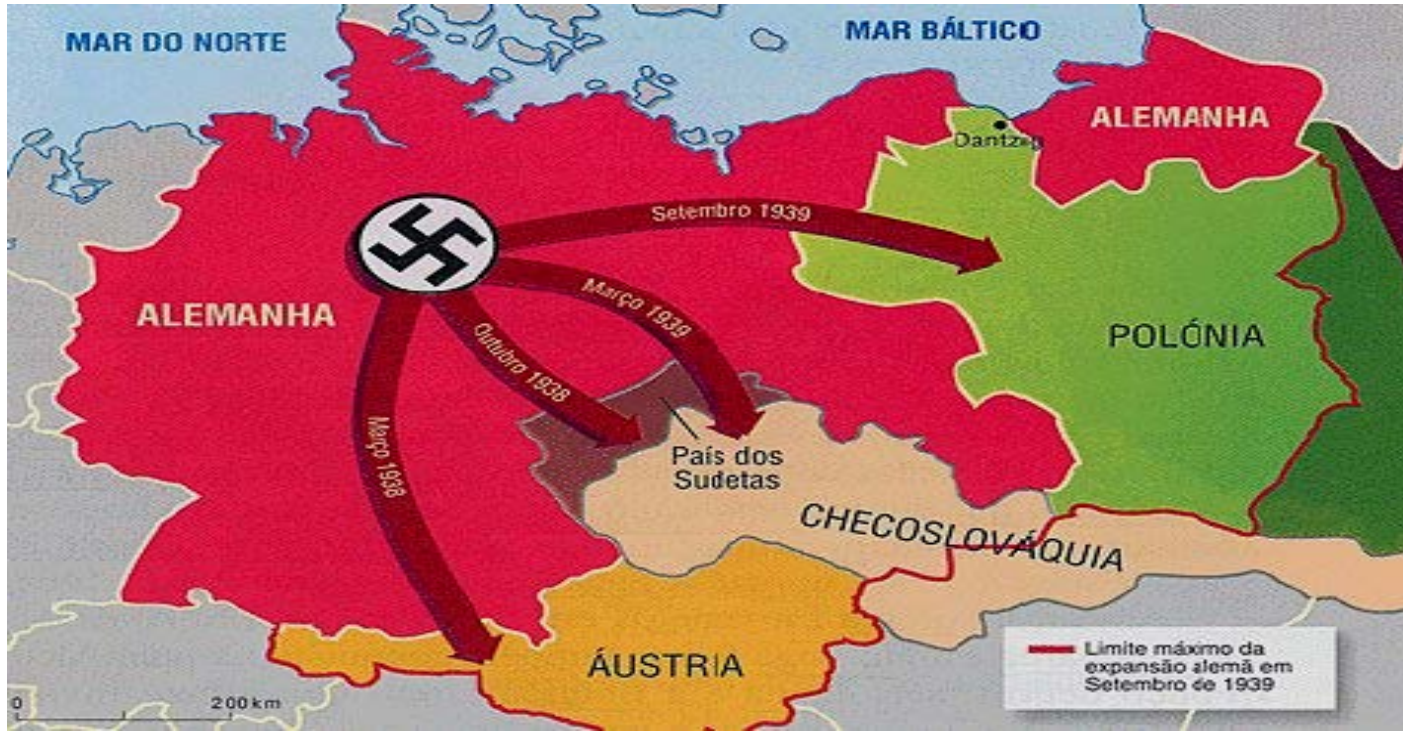 MAR DO NORTE
MAR BÁLTICO
ALEMANHA
Dantzig
Setembro 1939
Março 1939
ALEMANHA
Outubro 1938
POLÓNIA
Março 1938
País dos
Sudetas
CHECOSLOVÁQUIA
ÁUSTRIA
Limite máximo da
expansão alemã em
Setembro de 1939
0
200 km